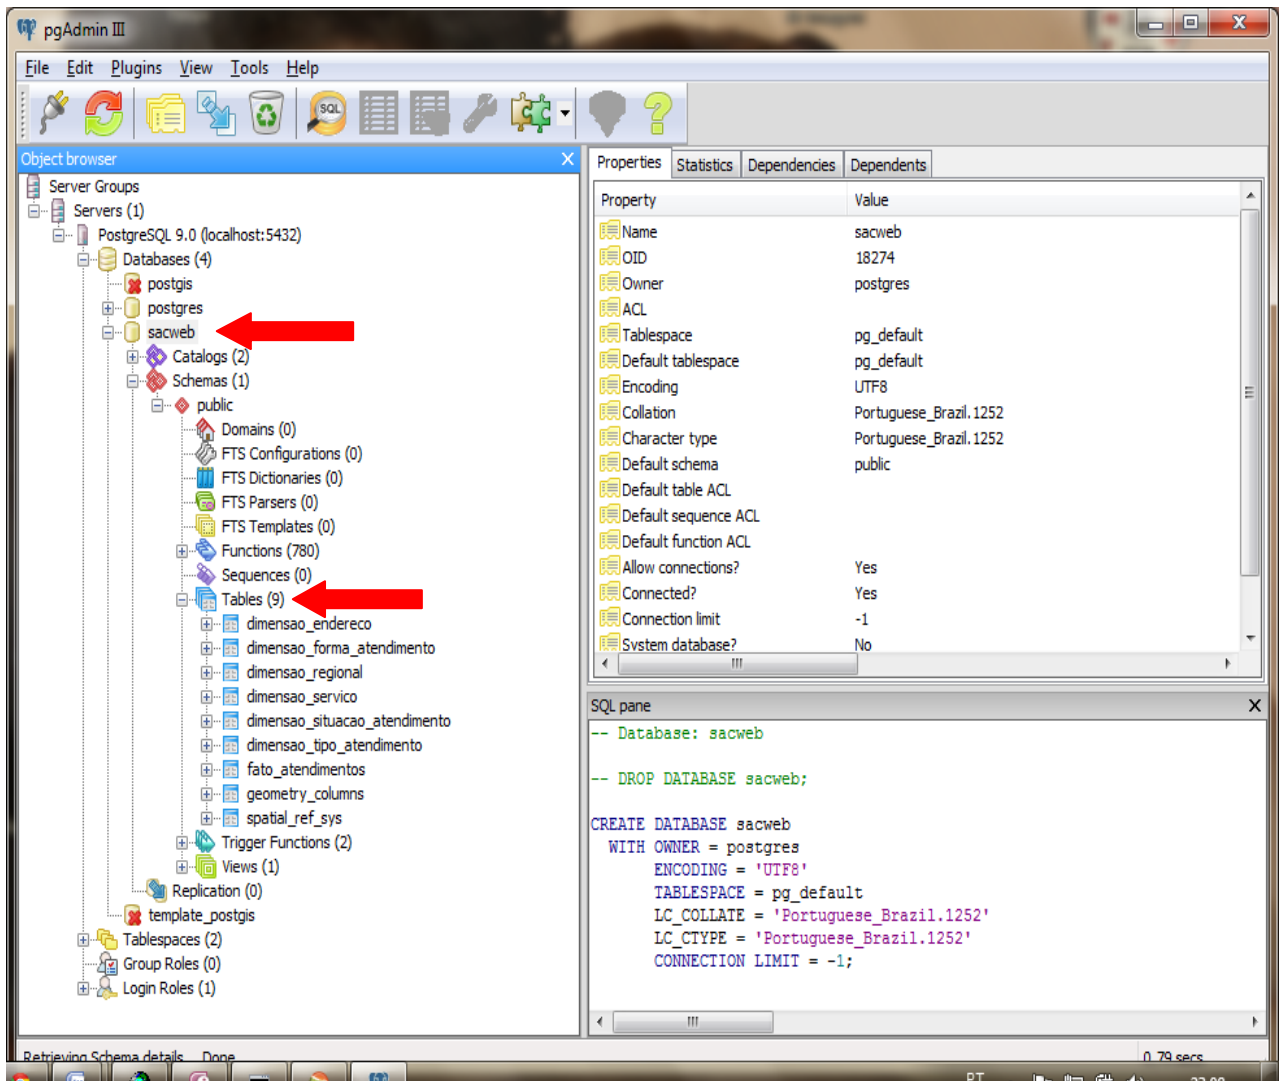 pgAdmin III
File Edit Plugins View Tools Help
SQL
Object browser
Server Groups
Servers (1)
PostgreSQL 9.0 (localhost:5432)
Databases (4)
postgis
postgres
sacweb
Catalogs (2)
Schemas (1)
public
Domains (0)
FTS Configurations (0)
FTS Dictionaries (0)
FTS Parsers (0)
FTS Templates (0)
Functions (780)
Sequences (0)
Tables (9)
dimensao_endereco
dimensao_forma_atendimento
dimensao_regional
dimensao_servico
dimensao_situacao_atendimento
dimensao_tipo_atendimento
fato_atendimentos
geometry_columns
spatial_ref_sys
Trigger Functions (2)
Views (1)
Replication (0)
template_postgis
Tablespaces (2)
Group Roles (0)
Login Roles (1)
Properties Statistics Dependencies Dependents
Property Value
Name sacweb
OID 18274
Owner postgres
ACL
Tablespace pg_default
Default tablespace pg_default
Encoding UTF8
Collation Portuguese_Brazil.1252
Character type Portuguese_Brazil.1252
Default schema public
Default table ACL
Default sequence ACL
Default function ACL
Allow connections? Yes
Connected? Yes
Connection limit -1
System database? No
SQL pane
-- Database: sacweb
-- DROP DATABASE sacweb;
CREATE DATABASE sacweb
WITH OWNER = postgres
ENCODING = 'UTF8'
TABLESPACE = pg_default
LC_COLLATE = 'Portuguese_Brazil.1252'
LC_CTYPE = 'Portuguese_Brazil.1252'
CONNECTION LIMIT = -1;
Retrieving Schema details... Done. 0.79 secs
PT